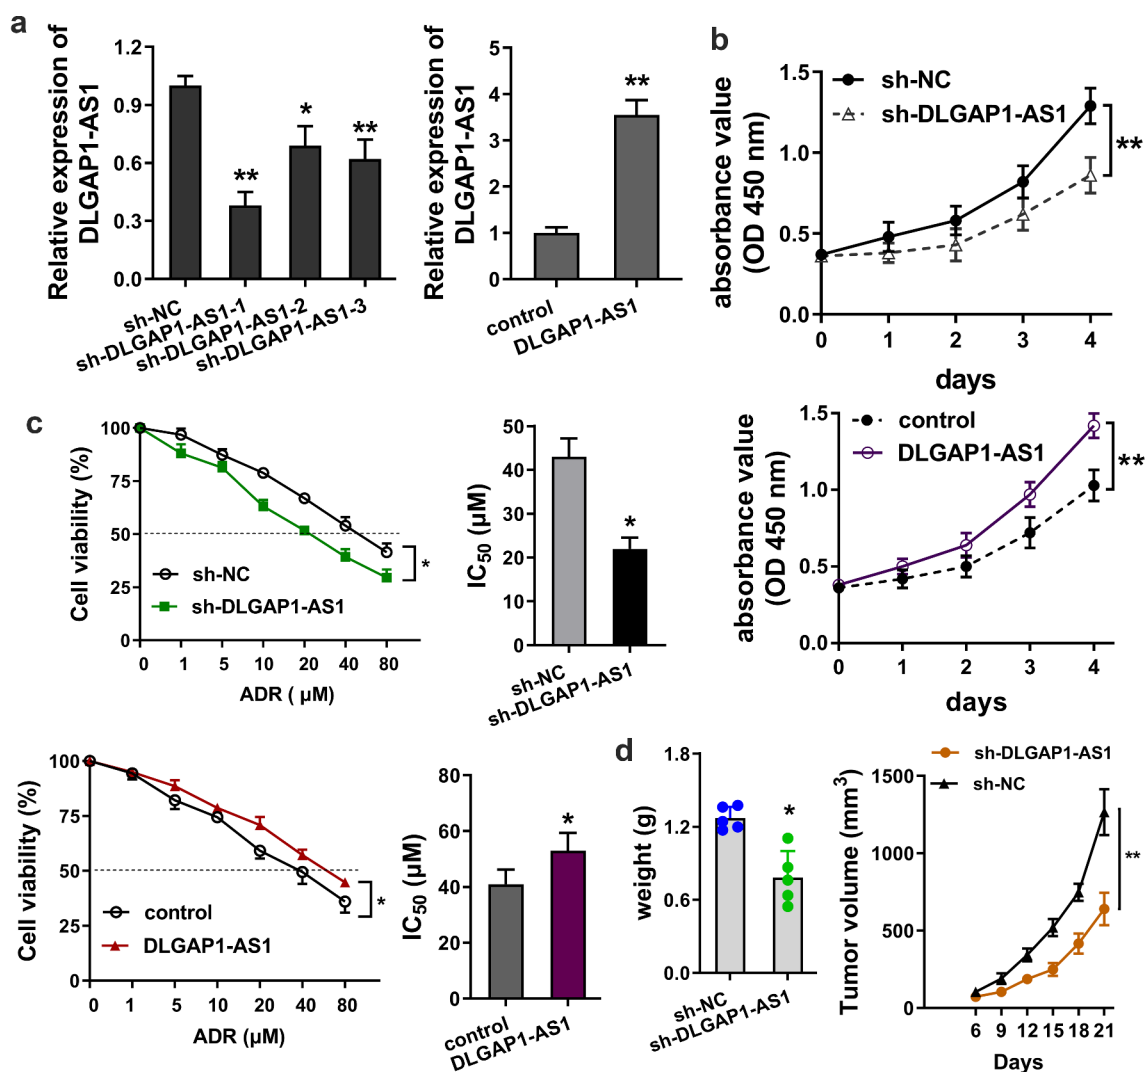 a
Relative expression of
DLGAP1-AS1
1.2
0.9
0.6
0.3
0.0
**
*
**
sh-NC
sh-DLGAP1-AS1-1
sh-DLGAP1-AS1-2
sh-DLGAP1-AS1-3
Relative expression of
DLGAP1-AS1
5
4
3
2
1
0
**
control
DLGAP1-AS1
b
absorbance value
(OD 450 nm)
1.5
1.0
0.5
0.0
sh-NC
sh-DLGAP1-AS1
**
0 1 2 3 4
days
absorbance value
(OD 450 nm)
1.5
1.0
0.5
0.0
control
DLGAP1-AS1
**
0 1 2 3 4
days
c
Cell viability (%)
100
75
50
25
0
sh-NC
sh-DLGAP1-AS1
*
0 1 5 10 20 40 80
ADR ( μM)
IC50 (μM)
50
40
30
20
10
0
*
sh-NC
sh-DLGAP1-AS1
Cell viability (%)
100
75
50
25
0
control
DLGAP1-AS1
*
0 1 5 10 20 40 80
ADR (μM)
IC50 (μM)
80
60
40
20
0
*
control
DLGAP1-AS1
d
weight (g)
1.8
1.2
0.6
0.0
*
sh-NC
sh-DLGAP1-AS1
sh-DLGAP1-AS1
sh-NC
Tumor volume (mm3)
1500
1000
500
0
**
6 9 12 15 18 21
Days